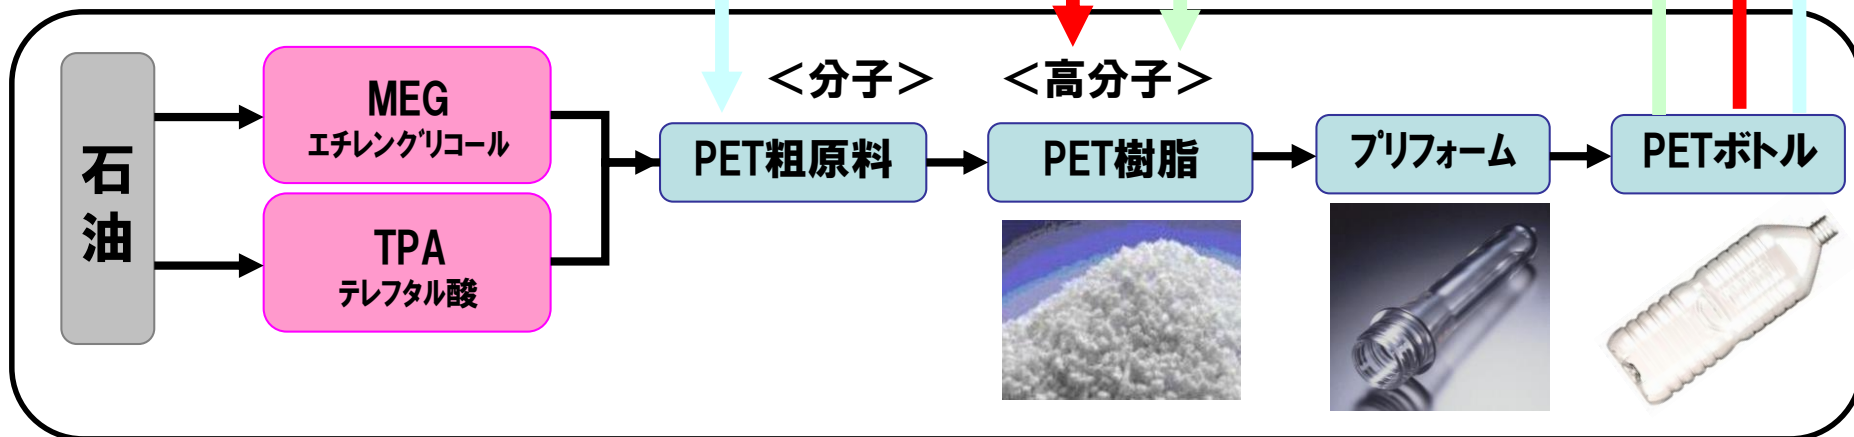 石油
MEG
エチレングリコール
TPA
テレフタル酸
＜分子＞
＜高分子＞
PET粗原料
PET樹脂
プリフォーム
PETボトル